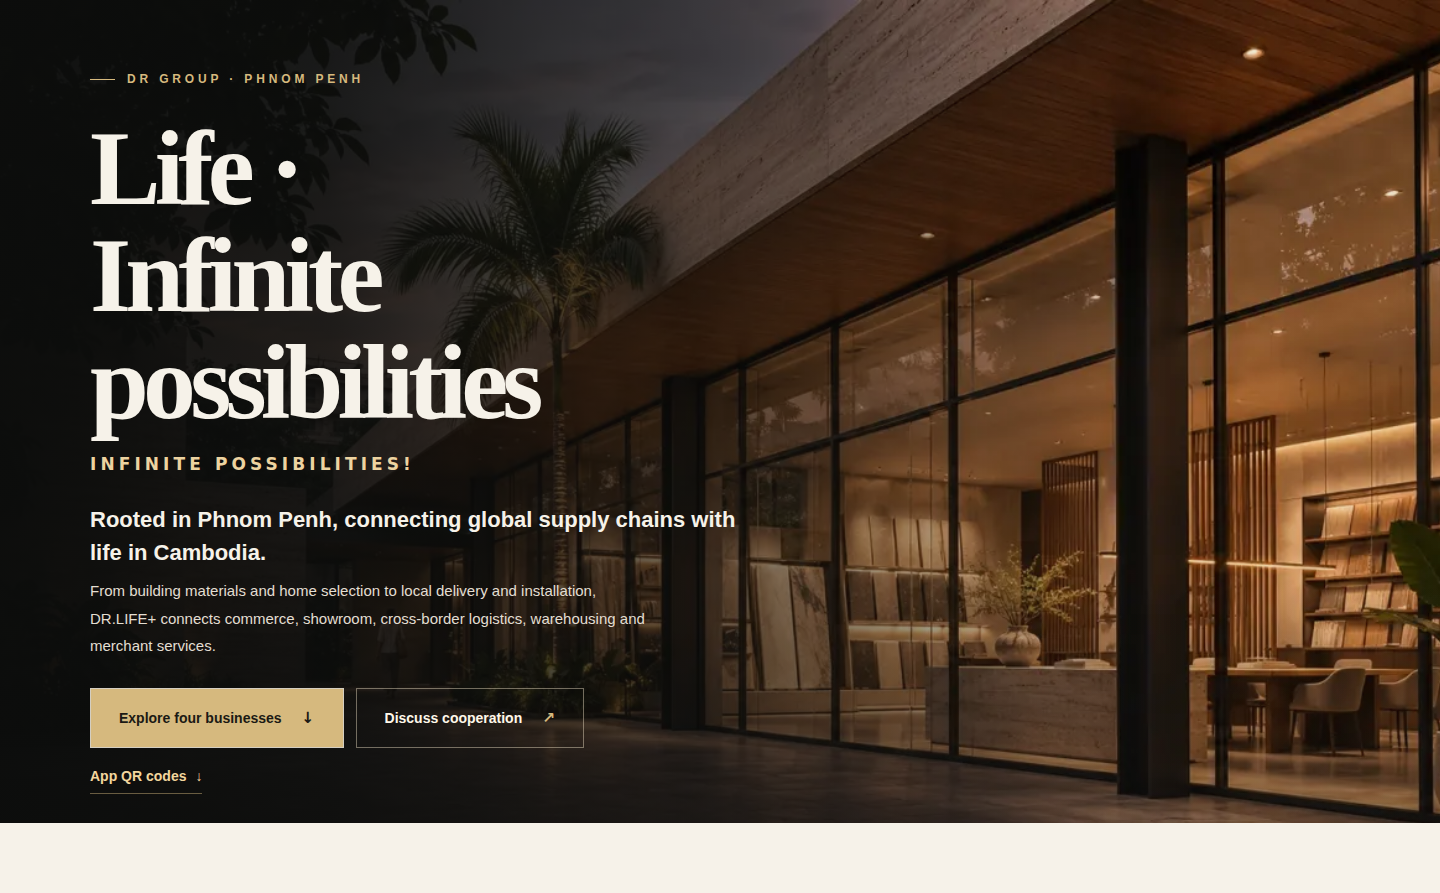 DR GROUP · PHNOM PENH
Life ·
Infinite
possibilities
INFINITE POSSIBILITIES!
Rooted in Phnom Penh, connecting global supply chains with
life in Cambodia.
From building materials and home selection to local delivery and installation,
DR.LIFE+ connects commerce, showroom, cross-border logistics, warehousing and
merchant services.
Explore four businesses ↓
Discuss cooperation ↗
App QR codes ↓